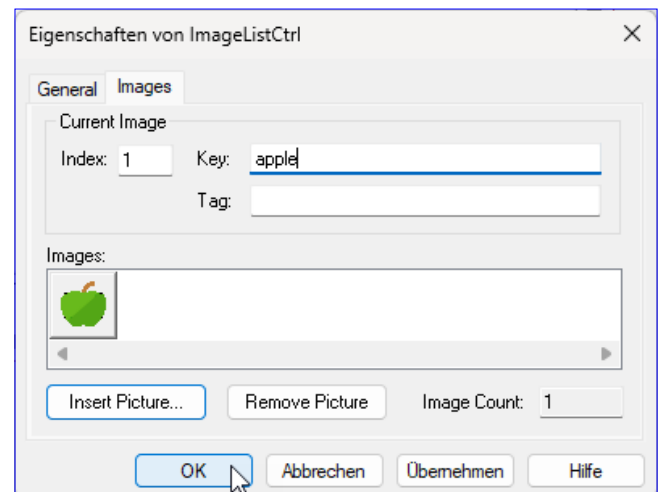 Eigenschaften von ImageListCtrl
General Images
Current Image
Index: 1 Key: apple
Tag:
Images:
Insert Picture... Remove Picture Image Count: 1
OK Abbrechen Übernehmen Hilfe